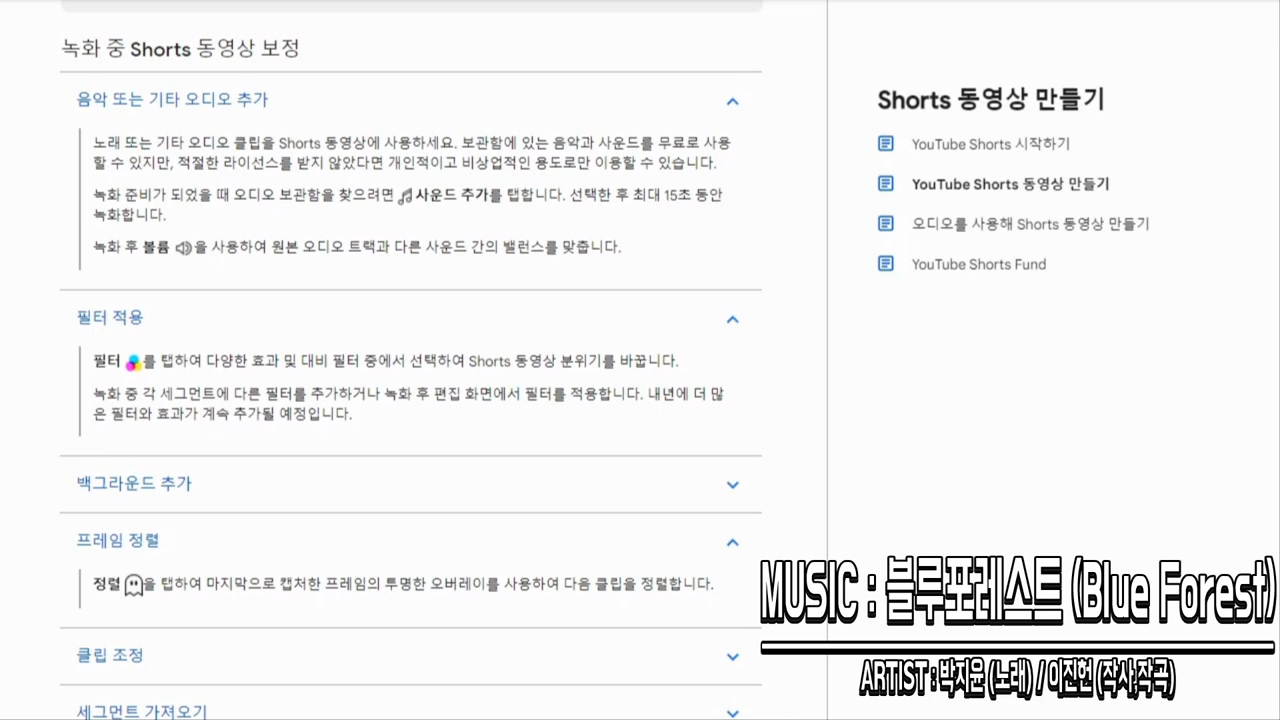 녹화 중 Shorts 동영상 보정
음악 또는 기타 오디오 추가
노래 또는 기타 오디오 클립을 Shorts 동영상에 사용하세요. 보관함에 있는 음악과 사운드를 무료로 사용
할 수 있지만, 적절한 라이선스를 받지 않았다면 개인적이고 비상업적인 용도로만 이용할 수 있습니다.
녹화 준비가 되었을 때 오디오 보관함을 찾으려면 사운드 추가를 탭합니다. 선택한 후 최대 15초 동안
녹화합니다.
녹화 후 볼륨 을 사용하여 원본 오디오 트랙과 다른 사운드 간의 밸런스를 맞춥니다.
필터 적용
필터 를 탭하여 다양한 효과 및 대비 필터 중에서 선택하여 Shorts 동영상 분위기를 바꿉니다.
녹화 중 각 세그먼트에 다른 필터를 추가하거나 녹화 후 편집 화면에서 필터를 적용합니다. 내년에 더 많
은 필터와 효과가 계속 추가될 예정입니다.
백그라운드 추가
프레임 정렬
정렬 을 탭하여 마지막으로 캡처한 프레임의 투명한 오버레이를 사용하여 다음 클립을 정렬합니다.
클립 조정
세그먼트 가져오기
Shorts 동영상 만들기
YouTube Shorts 시작하기
YouTube Shorts 동영상 만들기
오디오를 사용해 Shorts 동영상 만들기
YouTube Shorts Fund
MUSIC : 블루포레스트 (Blue Forest)
ARTIST : 박지윤 (노래) / 이진헌 (작사,작곡)